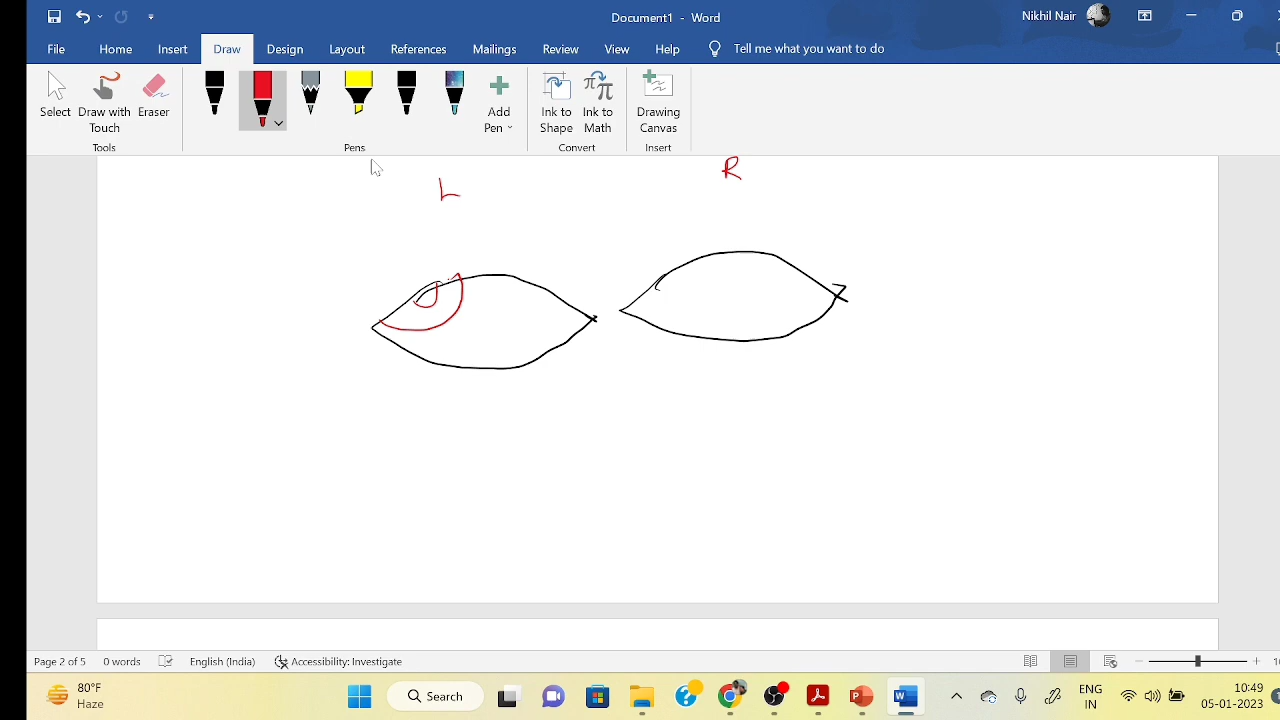 Document1 - Word
Nikhil Nair
File Home Insert Draw Design Layout References Mailings Review View Help Tell me what you want to do
Select Draw with Touch Eraser Add Pen Ink to Shape Ink to Math Drawing Canvas
Tools Pens Convert Insert
L R
Page 2 of 5 0 words English (India) Accessibility: Investigate
80°F
Haze
Search
ENG
IN
10:49
05-01-2023